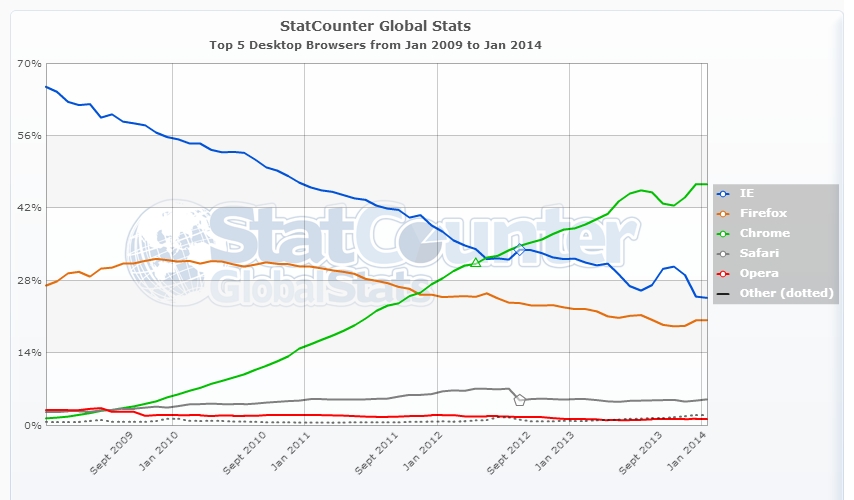 StatCounter Global Stats
Top 5 Desktop Browsers from Jan 2009 to Jan 2014
70%
56%
42%
28%
14%
0%
StatCounter
Global Stats
IE
Firefox
Chrome
Safari
Opera
Other (dotted)
Sept 2009
Jan 2010
Sept 2010
Jan 2011
Sept 2011
Jan 2012
Sept 2012
Jan 2013
Sept 2013
Jan 2014